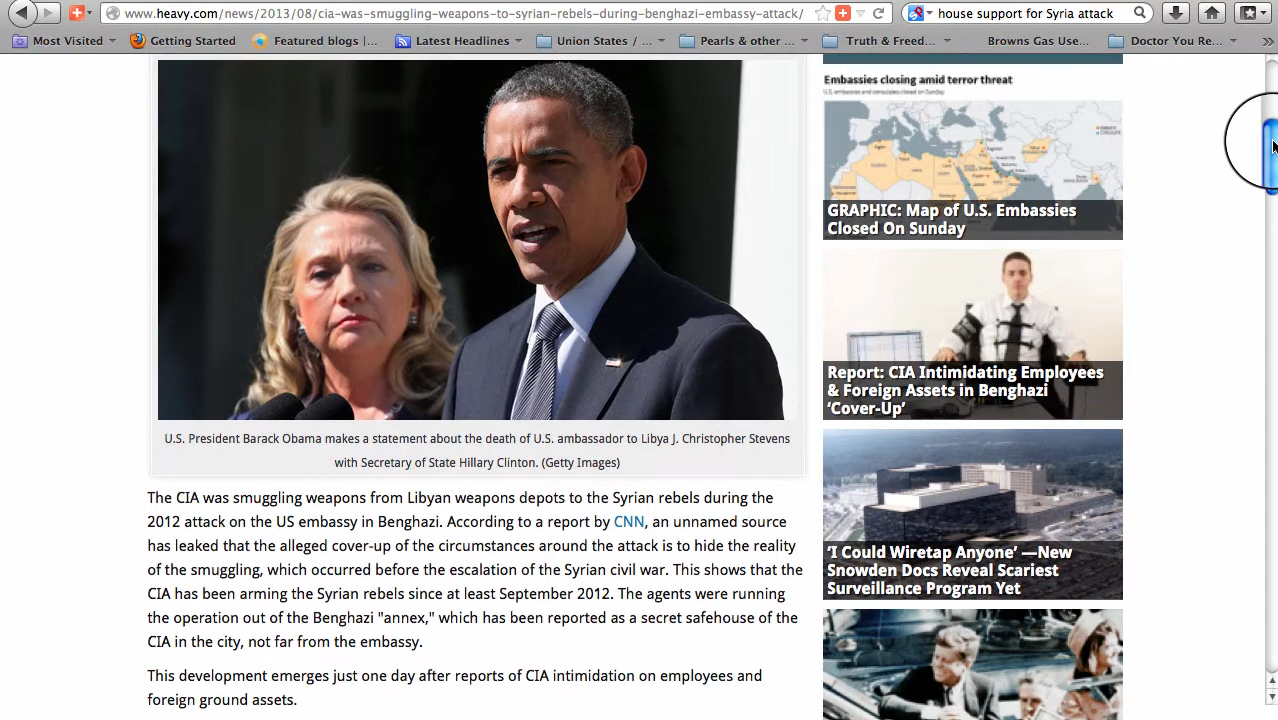 www.heavy.com/news/2013/08/cia-was-smuggling-weapons-to-syrian-rebels-during-benghazi-embassy-attack/
house support for Syria attack
Most Visited
Getting Started
Featured blogs |...
Latest Headlines
Union States / ...
Pearls & other ...
Truth & Freed...
Browns Gas Use...
Doctor You Re...
U.S. President Barack Obama makes a statement about the death of U.S. ambassador to Libya J. Christopher Stevens
with Secretary of State Hillary Clinton. (Getty Images)
The CIA was smuggling weapons from Libyan weapons depots to the Syrian rebels during the
2012 attack on the US embassy in Benghazi. According to a report by CNN, an unnamed source
has leaked that the alleged cover-up of the circumstances around the attack is to hide the reality
of the smuggling, which occurred before the escalation of the Syrian civil war. This shows that the
CIA has been arming the Syrian rebels since at least September 2012. The agents were running
the operation out of the Benghazi "annex," which has been reported as a secret safehouse of the
CIA in the city, not far from the embassy.
This development emerges just one day after reports of CIA intimidation on employees and
foreign ground assets.
Embassies closing amid terror threat
U.S. embassies and consulates closed on Sunday
GRAPHIC: Map of U.S. Embassies
Closed On Sunday
Report: CIA Intimidating Employees
& Foreign Assets in Benghazi
‘Cover-Up’
‘I Could Wiretap Anyone’ —New
Snowden Docs Reveal Scariest
Surveillance Program Yet